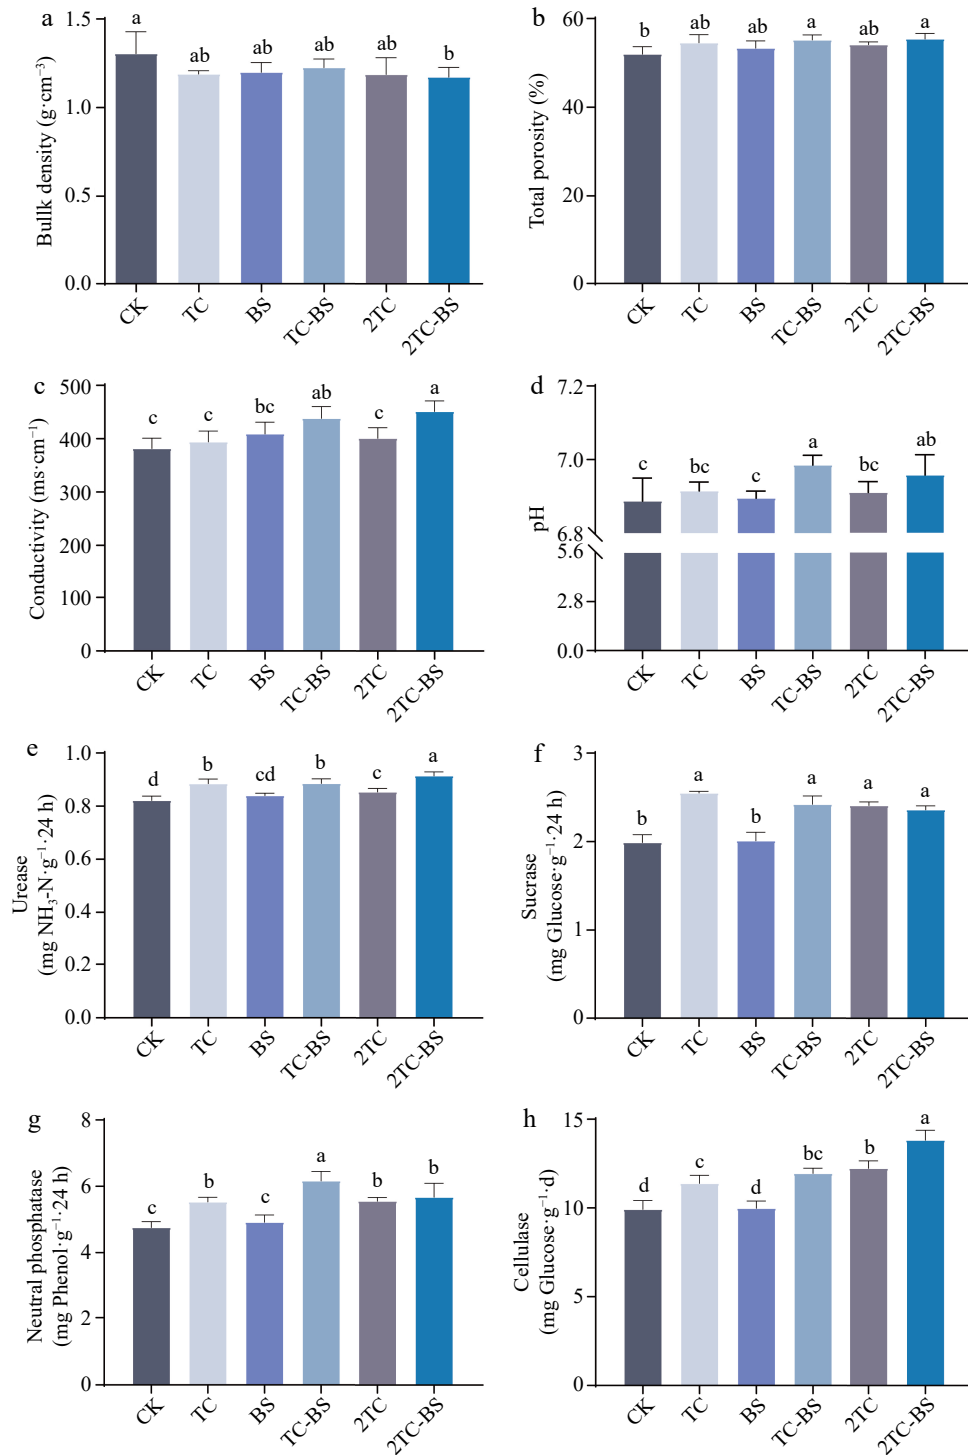 a
Bullk density (g·cm⁻³)
1.5
1.0
0.5
0.0
a
ab
ab
ab
ab
b
CK
TC
BS
TC-BS
2TC
2TC-BS
b
Total porosity (%)
60
40
20
0
b
ab
ab
a
ab
a
CK
TC
BS
TC-BS
2TC
2TC-BS
c
Conductivity (ms·cm⁻¹)
500
400
300
200
100
0
c
c
bc
ab
c
a
CK
TC
BS
TC-BS
2TC
2TC-BS
d
pH
7.2
7.0
6.8
5.6
2.8
0.0
c
bc
c
a
bc
ab
CK
TC
BS
TC-BS
2TC
2TC-BS
e
Urease
(mg NH₃-N·g⁻¹·24 h)
1.0
0.8
0.6
0.4
0.2
0.0
d
b
cd
b
c
a
CK
TC
BS
TC-BS
2TC
2TC-BS
f
Sucrase
(mg Glucose·g⁻¹·24 h)
3
2
1
0
b
a
b
a
a
a
CK
TC
BS
TC-BS
2TC
2TC-BS
g
Neutral phosphatase
(mg Phenol·g⁻¹·24 h)
8
6
4
2
0
c
b
c
a
b
b
CK
TC
BS
TC-BS
2TC
2TC-BS
h
Cellulase
(mg Glucose·g⁻¹·d)
15
10
5
0
d
c
d
bc
b
a
CK
TC
BS
TC-BS
2TC
2TC-BS